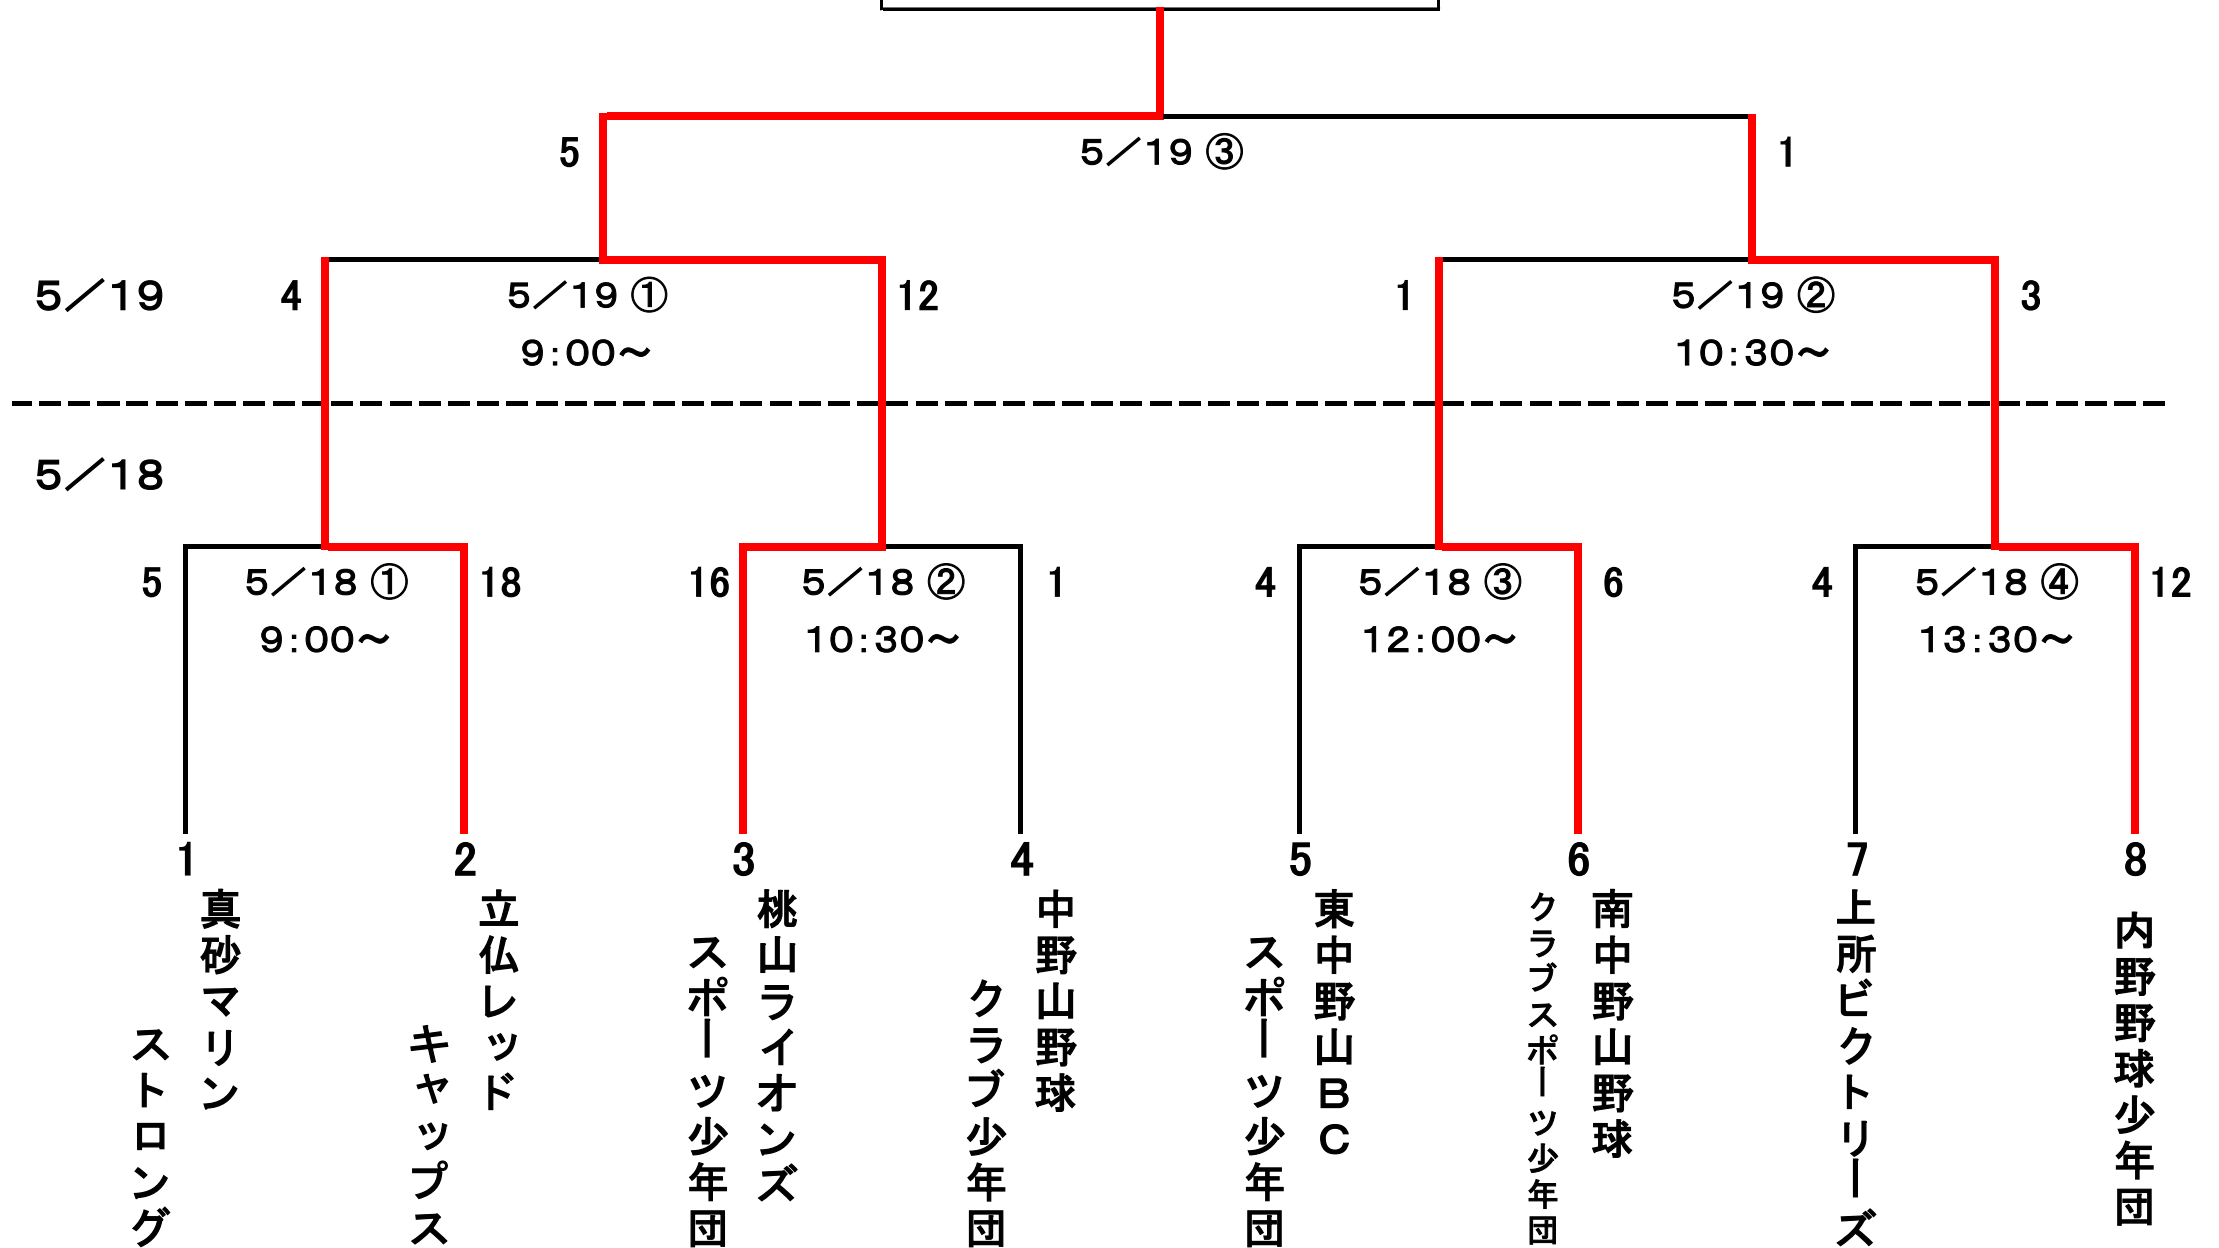 5
5／19 ③
1
5／19
4
5／19 ①
12
1
5／19 ②
3
9：00～
10：30～
5／18
5
5／18 ①
18
16
5／18 ②
1
4
5／18 ③
6
4
5／18 ④
12
9：00～
10：30～
12：00～
13：30～
1
2
3
4
5
6
7
8
真砂マリン
ストロング
立仏レッド
キャップス
桃山ライオンズ
スポーツ少年団
中野山野球
クラブ少年団
東中野山ＢＣ
スポーツ少年団
南中野山野球
クラブスポーツ少年団
上所ビクトリーズ
内野野球少年団